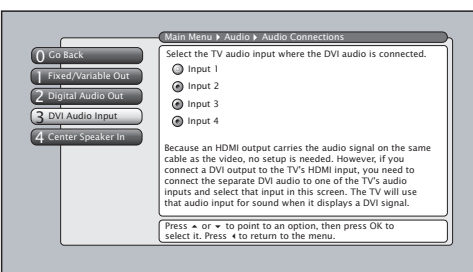 Main Menu ▸ Audio ▸ Audio Connections
0 Go Back
1 Fixed/Variable Out
2 Digital Audio Out
3 DVI Audio Input
4 Center Speaker In
Select the TV audio input where the DVI audio is connected.
Input 1
Input 2
Input 3
Input 4
Because an HDMI output carries the audio signal on the same
cable as the video, no setup is needed. However, if you
connect a DVI output to the TV's HDMI input, you need to
connect the separate DVI audio to one of the TV's audio
inputs and select that input in this screen. The TV will use
that audio input for sound when it displays a DVI signal.
Press ▴ or ▾ to point to an option, then press OK to
select it. Press ◂ to return to the menu.